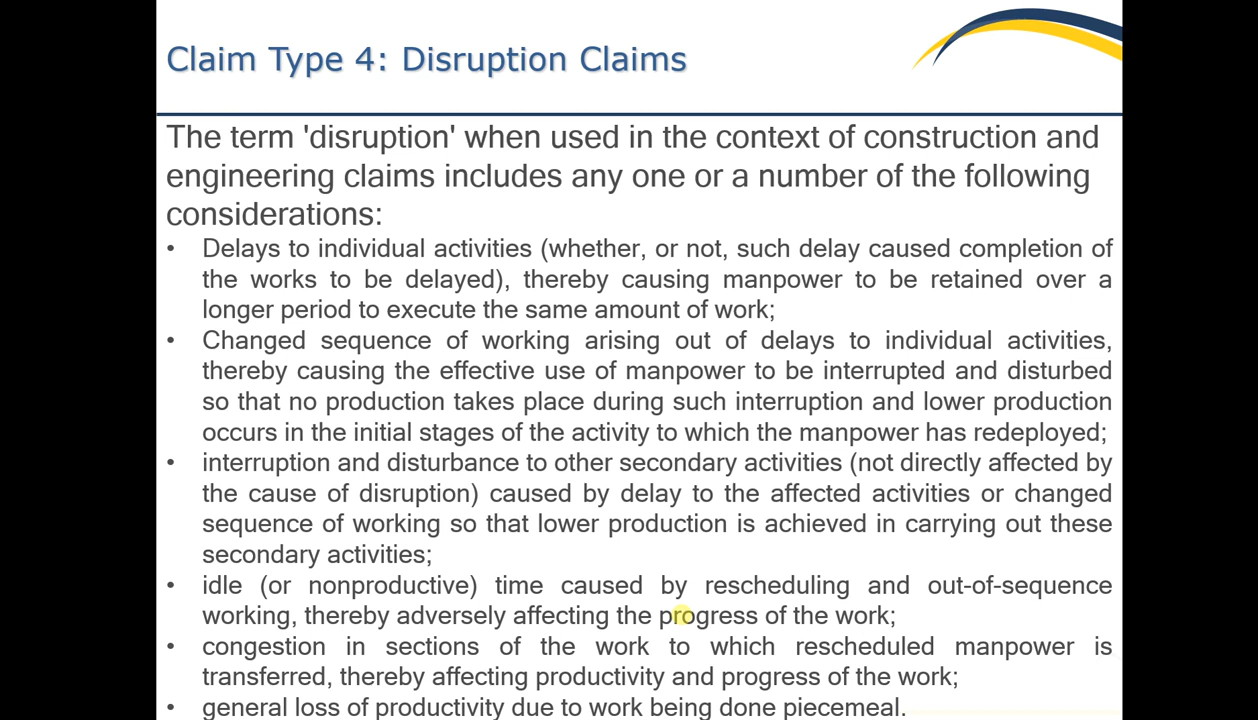 Claim Type 4: Disruption Claims
The term 'disruption' when used in the context of construction and
engineering claims includes any one or a number of the following
considerations:
• Delays to individual activities (whether, or not, such delay caused completion of
the works to be delayed), thereby causing manpower to be retained over a
longer period to execute the same amount of work;
• Changed sequence of working arising out of delays to individual activities,
thereby causing the effective use of manpower to be interrupted and disturbed
so that no production takes place during such interruption and lower production
occurs in the initial stages of the activity to which the manpower has redeployed;
• interruption and disturbance to other secondary activities (not directly affected by
the cause of disruption) caused by delay to the affected activities or changed
sequence of working so that lower production is achieved in carrying out these
secondary activities;
• idle (or nonproductive) time caused by rescheduling and out-of-sequence
working, thereby adversely affecting the progress of the work;
• congestion in sections of the work to which rescheduled manpower is
transferred, thereby affecting productivity and progress of the work;
• general loss of productivity due to work being done piecemeal.